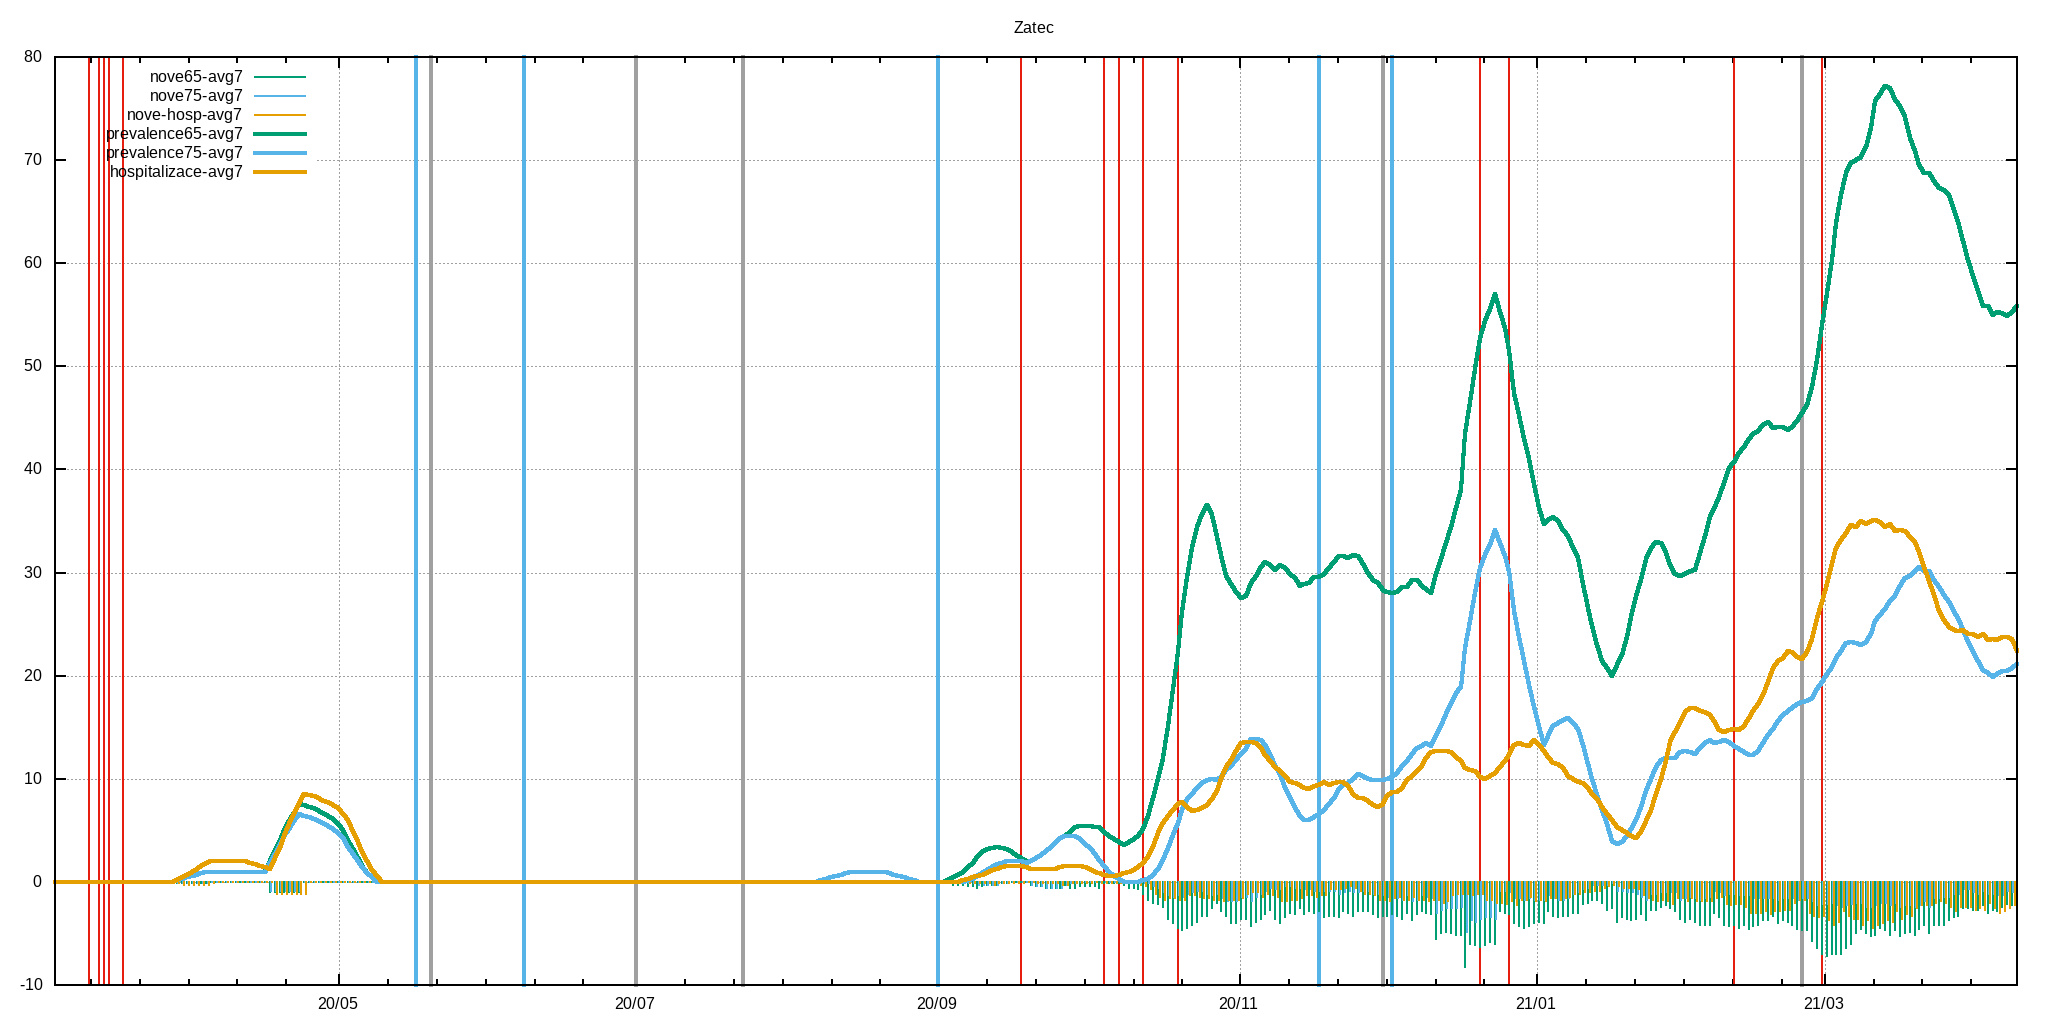 Zatec
80
70
60
50
40
30
20
10
0
-10
nove65-avg7
nove75-avg7
nove-hosp-avg7
prevalence65-avg7
prevalence75-avg7
hospitalizace-avg7
20/05 20/07 20/09 20/11 21/01 21/03